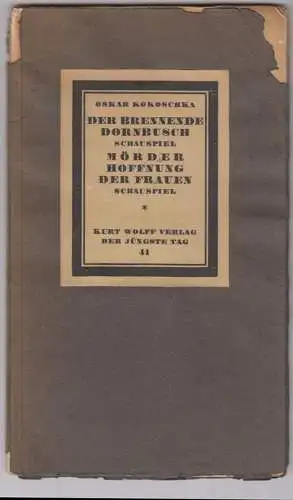 OSKAR KOKOSCHKA
DER BRENNENDE
DORNBUSCH
SCHAUSPIEL
MÖRDER
HOFFNUNG
DER FRAUEN
SCHAUSPIEL
*
KURT WOLFF VERLAG
DER JÜNGSTE TAG
41